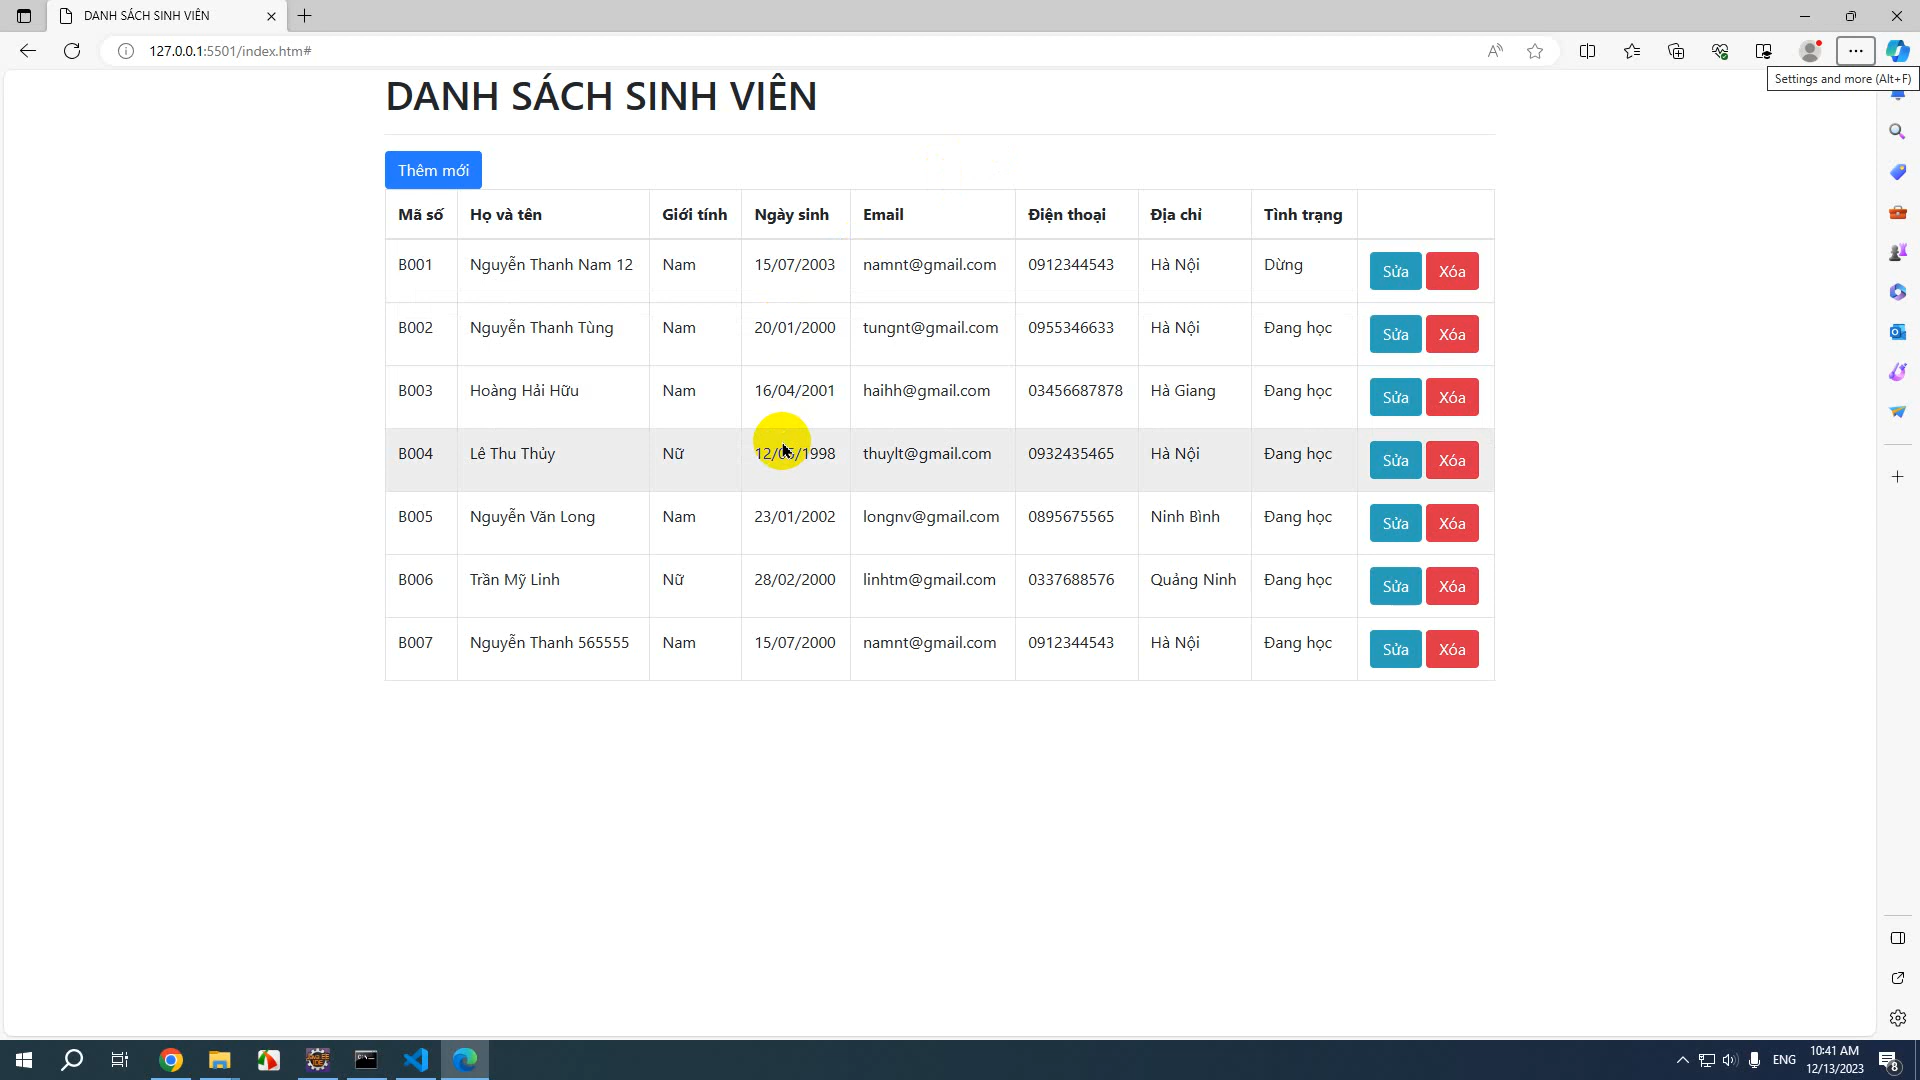 DANH SÁCH SINH VIÊN
127.0.0.1:5501/index.htm#
Settings and more (Alt+F)
DANH SÁCH SINH VIÊN
Thêm mới
Mã số Họ và tên Giới tính Ngày sinh Email Điện thoại Địa chỉ Tình trạng
B001 Nguyễn Thanh Nam 12 Nam 15/07/2003 namnt@gmail.com 0912344543 Hà Nội Dừng Sửa Xóa
B002 Nguyễn Thanh Tùng Nam 20/01/2000 tungnt@gmail.com 0955346633 Hà Nội Đang học Sửa Xóa
B003 Hoàng Hải Hữu Nam 16/04/2001 haihh@gmail.com 03456687878 Hà Giang Đang học Sửa Xóa
B004 Lê Thu Thủy Nữ thuylt@gmail.com 0932435465 Hà Nội Đang học Sửa Xóa
B005 Nguyễn Văn Long Nam 23/01/2002 longnv@gmail.com 0895675565 Ninh Bình Đang học Sửa Xóa
B006 Trần Mỹ Linh Nữ 28/02/2000 linhtm@gmail.com 0337688576 Quảng Ninh Đang học Sửa Xóa
B007 Nguyễn Thanh 565555 Nam 15/07/2000 namnt@gmail.com 0912344543 Hà Nội Đang học Sửa Xóa
ENG
10:41 AM
12/13/2023
8